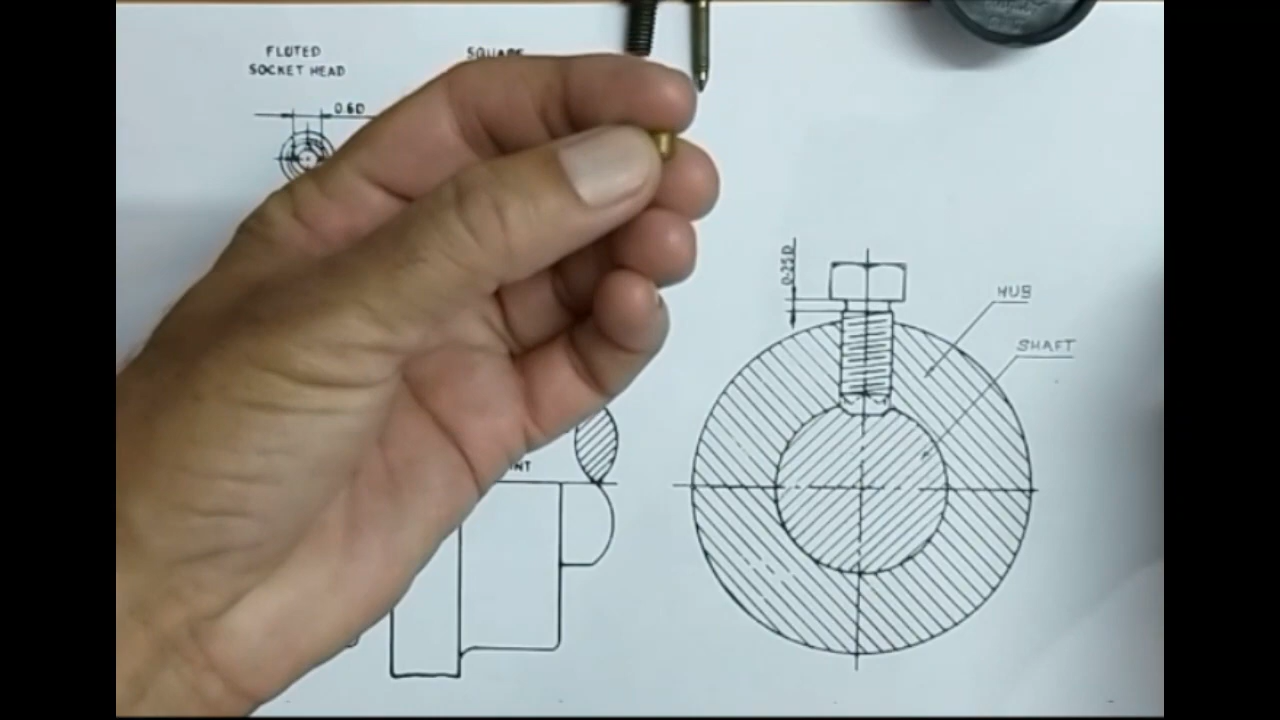 FLUTED
SOCKET HEAD
SQUARE
0.6D
0.25D
HUB
SHAFT